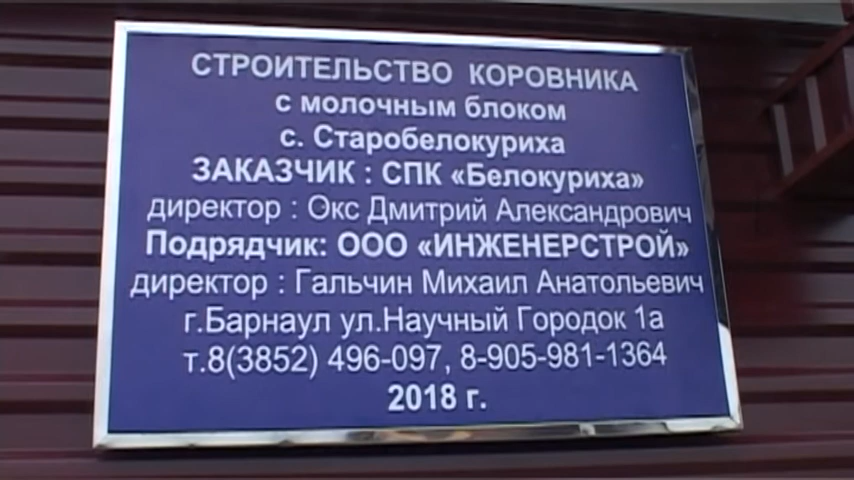 СТРОИТЕЛЬСТВО КОРОВНИКА
с молочным блоком
с. Старобелокуриха
ЗАКАЗЧИК : СПК «Белокуриха»
директор : Окс Дмитрий Александрович
Подрядчик: ООО «ИНЖЕНЕРСТРОЙ»
директор : Гальчин Михаил Анатольевич
г.Барнаул ул.Научный Городок 1а
т.8(3852) 496-097, 8-905-981-1364
2018 г.